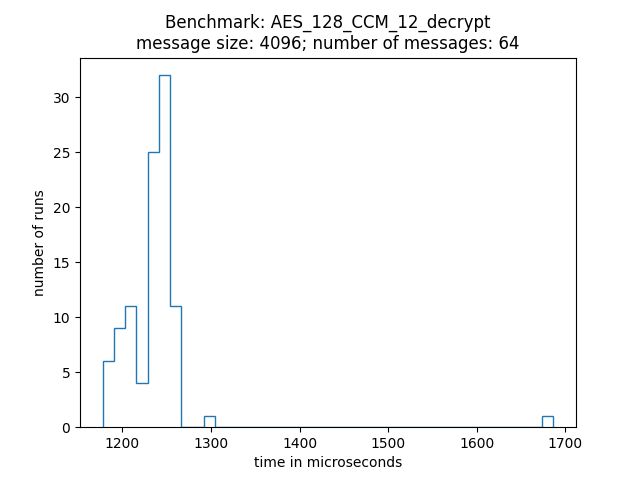 Benchmark: AES_128_CCM_12_decrypt
message size: 4096; number of messages: 64
number of runs
30
25
20
15
10
5
0
1200 1300 1400 1500 1600 1700
time in microseconds